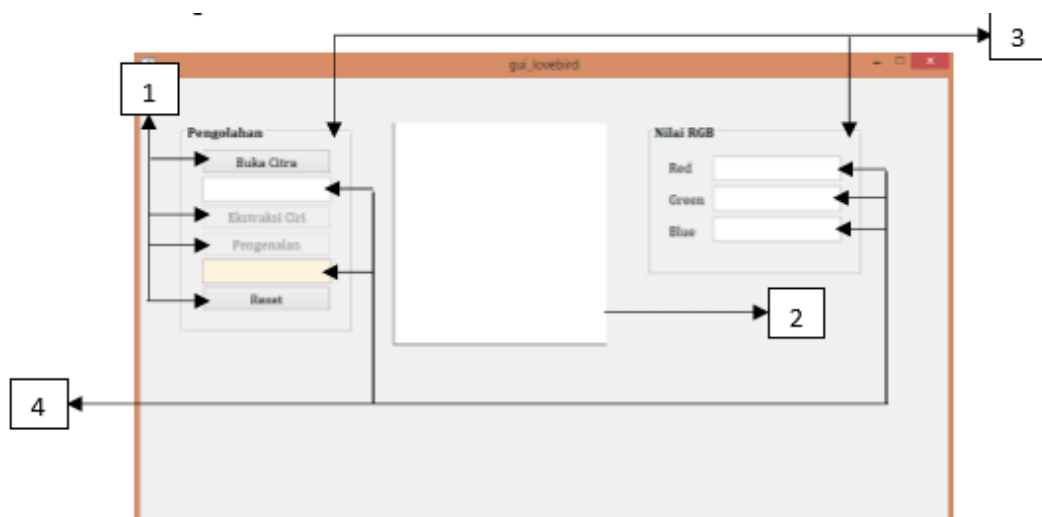 3
gui_lovebird
1
Pengolahan
Nilai RGB
Buka Citra
Red
Ekstraksi Ciri
Green
Pengenalan
Blue
Reset
2
4